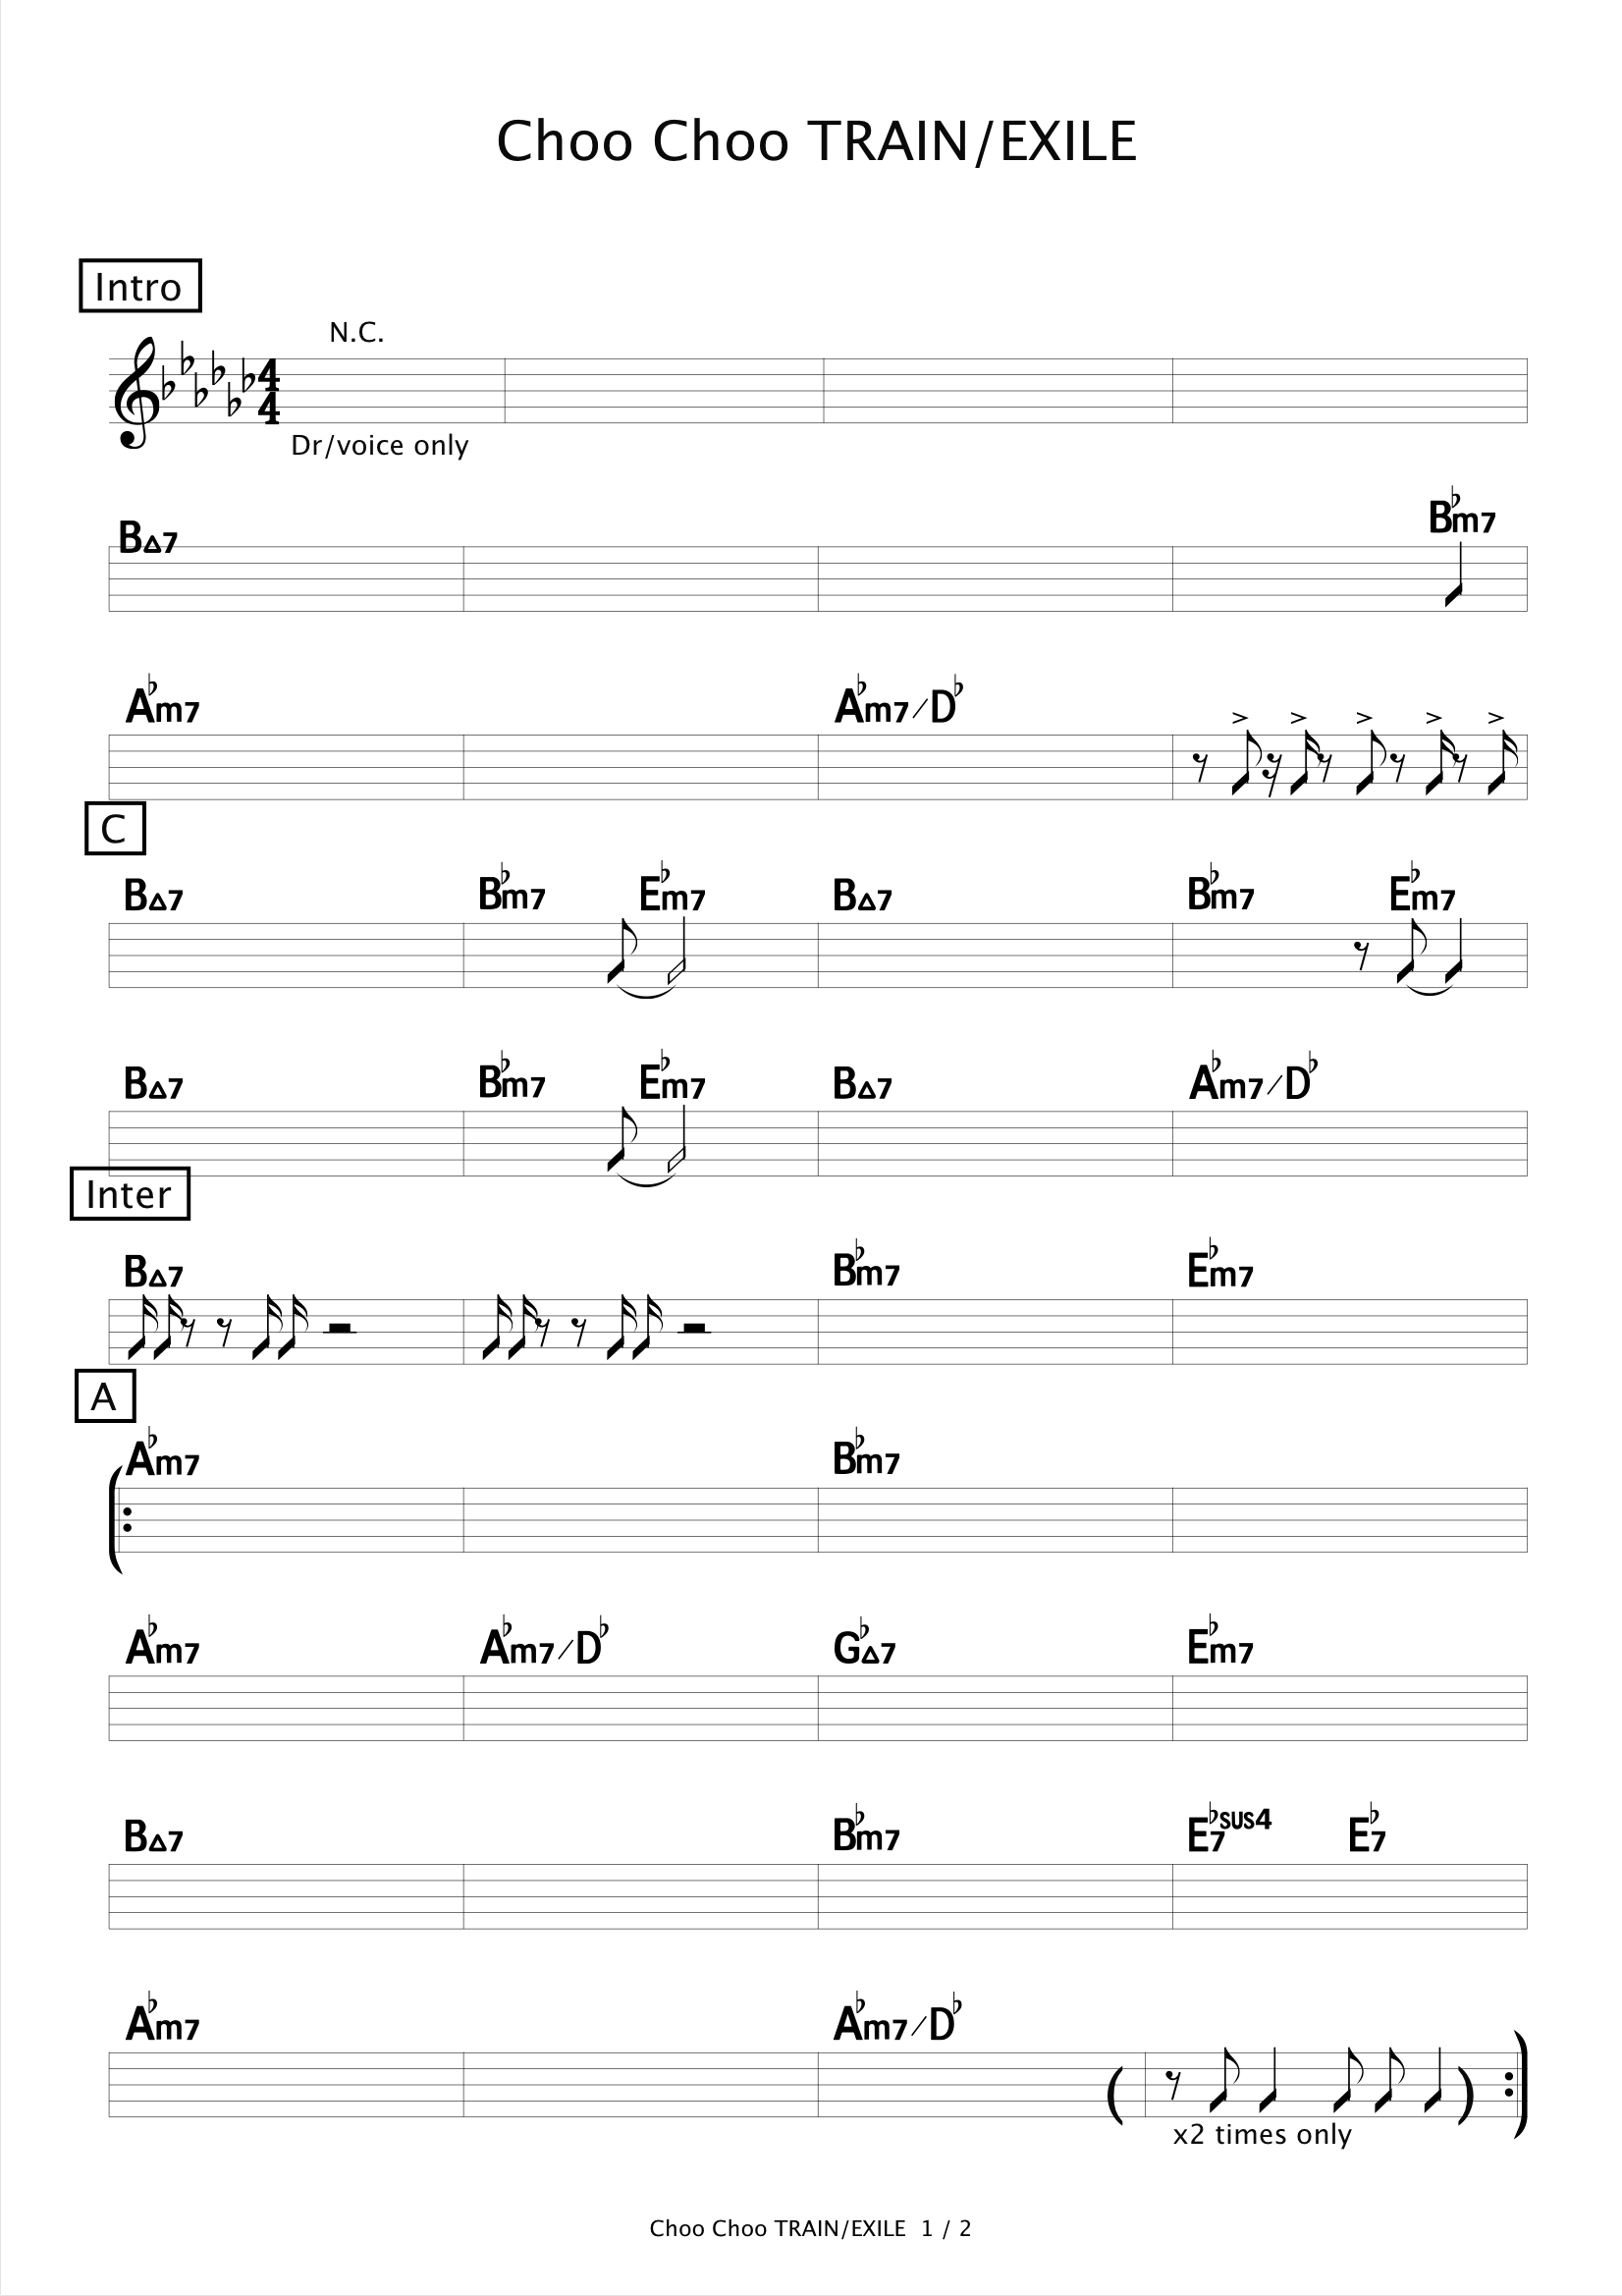 Choo Choo TRAIN/EXILE
Intro
N.C.
4
4
Dr/voice only
B△7 B♭m7
A♭m7 A♭m7/D♭
C
B△7 B♭m7 E♭m7 B△7 B♭m7 E♭m7
B△7 B♭m7 E♭m7 B△7 A♭m7/D♭
Inter
B△7 B♭m7 E♭m7
A
A♭m7 B♭m7
A♭m7 A♭m7/D♭ G♭△7 E♭m7
B△7 B♭m7 E♭7sus4 E♭7
A♭m7 A♭m7/D♭
x2 times only
Choo Choo TRAIN/EXILE 1 / 2